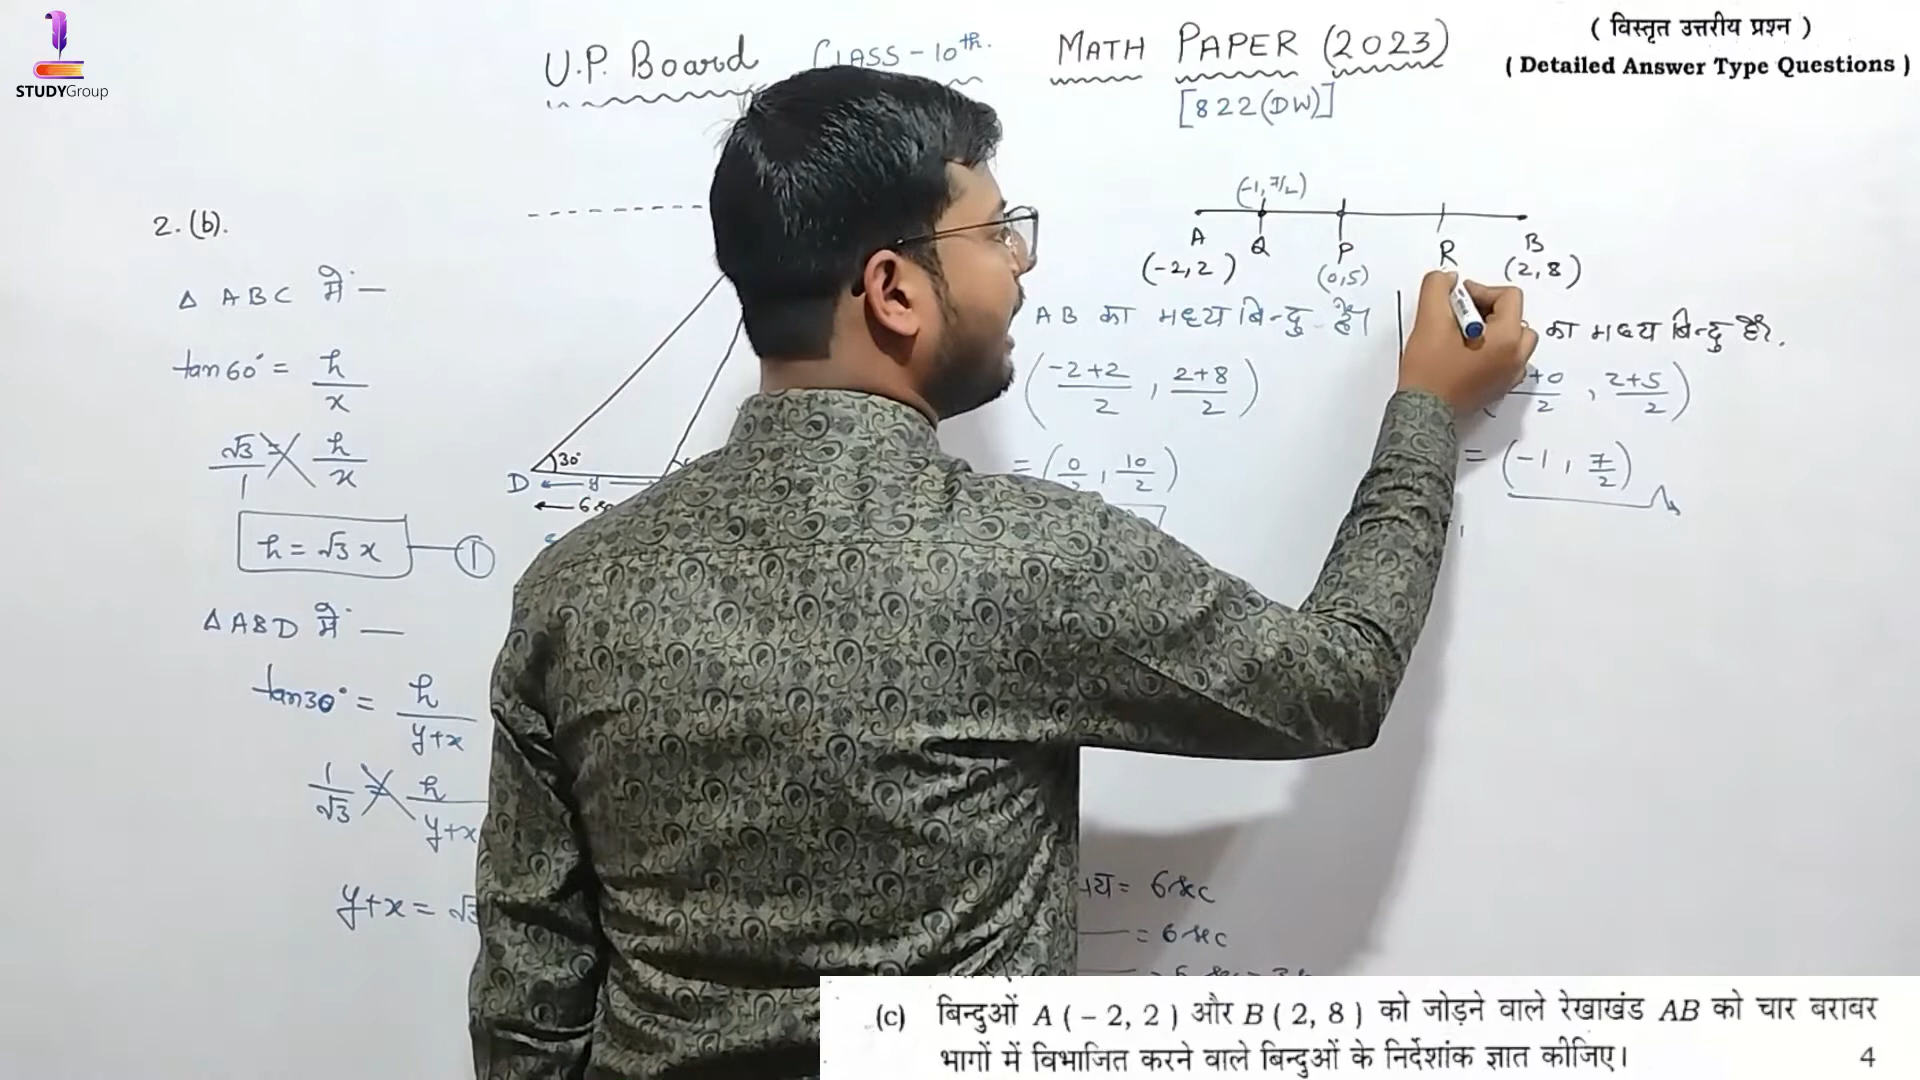 STUDYGroup
U.P. Board CLASS-10th. MATH PAPER (2023)
[822(DW)]
( विस्तृत उत्तरीय प्रश्न )
( Detailed Answer Type Questions )
2.(b).
Δ ABC में —
tan60° = h/x
√3/1 = h/x
h = √3 x — ①
Δ ABD में —
tan30° = h/(y+x)
1/√3 = h/(y+x)
y+x =
30°
D
y
(-1, 7/2)
A Q P R B
(-2,2) (0,5) (2,8)
AB का मध्य बिन्दु है।
((-2+2)/2 , (2+8)/2)
= (0/2 , 10/2)
का मध्य बिन्दु है।
+0/2 , (2+5)/2)
= (-1, 7/2)
= 6 sec
= 6 sec
(c) बिन्दुओं A ( – 2, 2 ) और B ( 2, 8 ) को जोड़ने वाले रेखाखंड AB को चार बराबर
भागों में विभाजित करने वाले बिन्दुओं के निर्देशांक ज्ञात कीजिए। 4